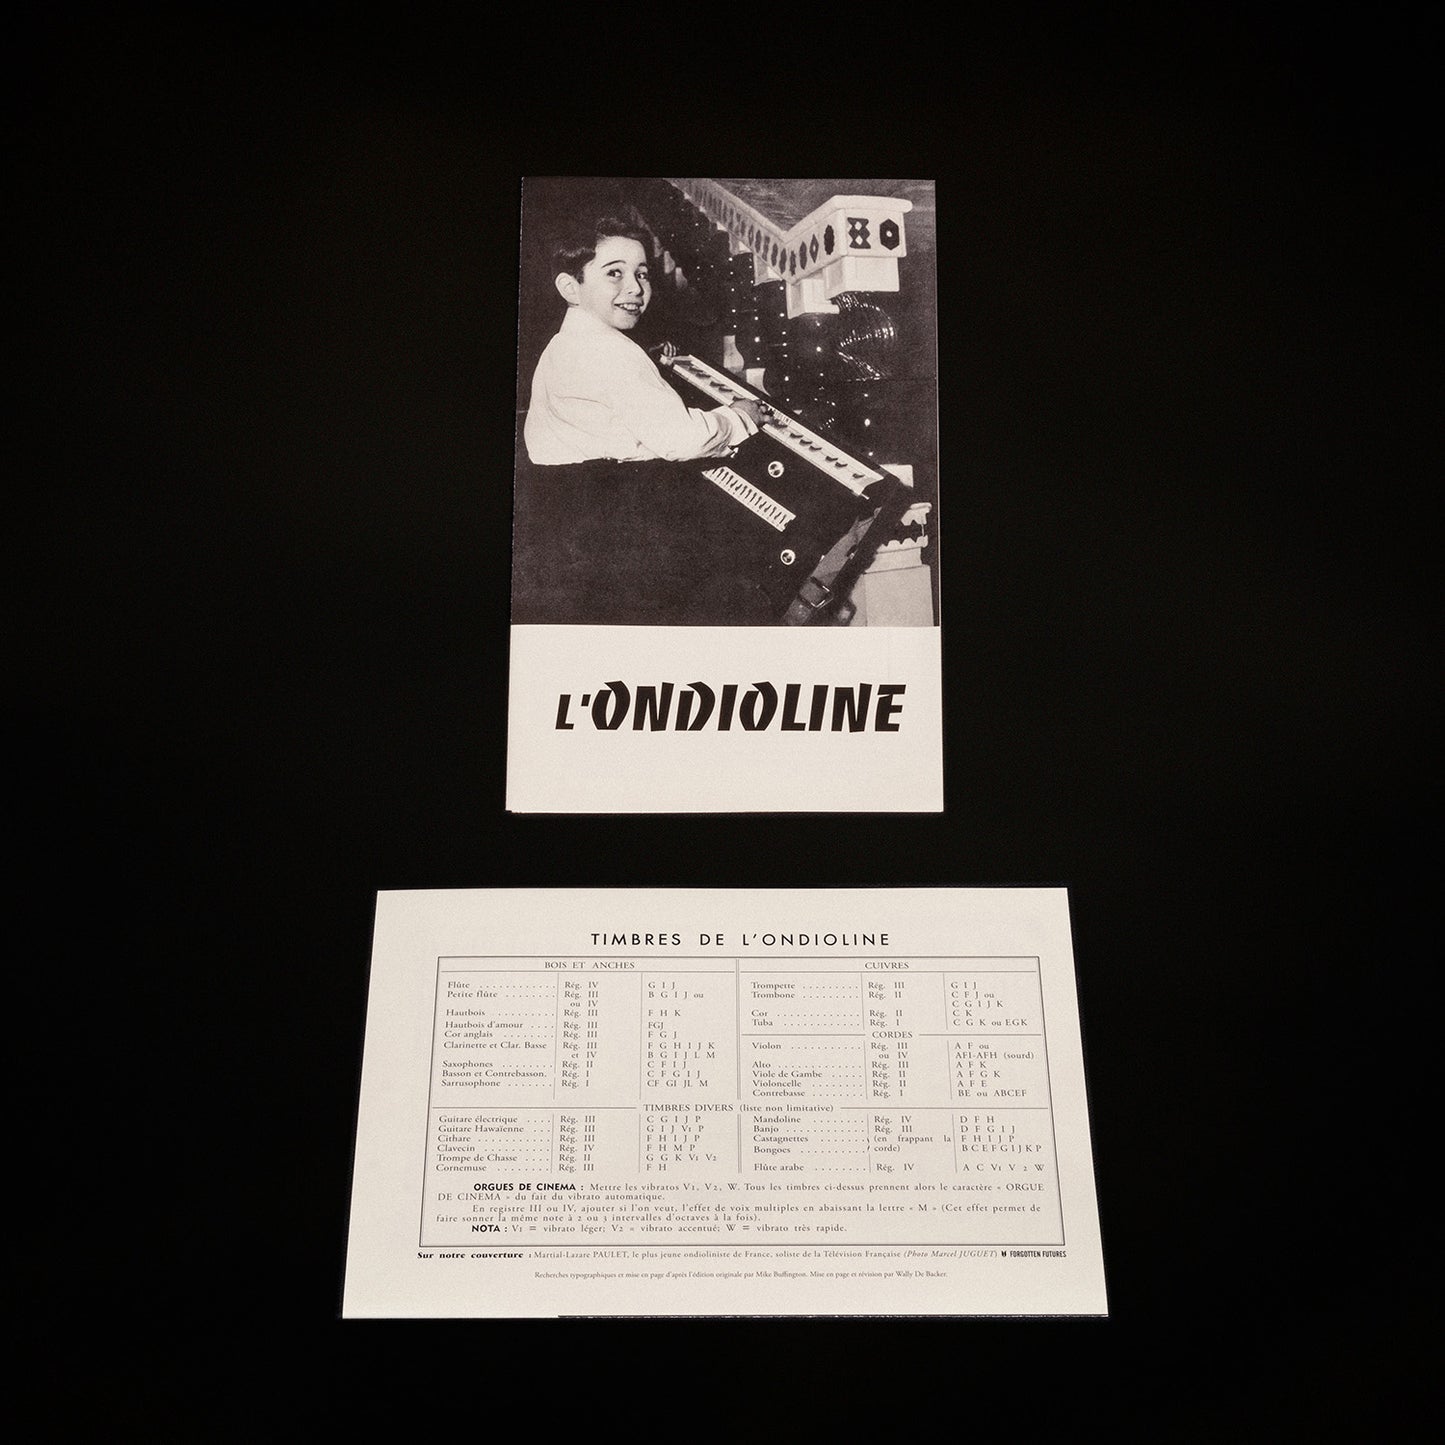 L'ONDIOLINE
TIMBRES DE L'ONDIOLINE
BOIS ET ANCHES
Flûte ............ Rég. IV G I J
Petite flûte ........ Rég. III B G I J ou
ou IV
Hautbois .......... Rég. III F H K
Hautbois d'amour .... Rég. III FGJ
Cor anglais ........ Rég. III F G J
Clarinette et Clar. Basse Rég. III F G H I J K
et IV B G I J L M
Saxophones ........ Rég. II C F I J
Basson et Contrebasson. Rég. I C F G I J
Sarrusophone ....... Rég. I CF GI JL M
CUIVRES
Trompette ......... Rég. III G I J
Trombone ......... Rég. II C F J ou
C G I J K
Cor ............ Rég. II C K
Tuba ............ Rég. I C G K ou EGK
CORDES
Violon ........... Rég. III A F ou
ou IV AFI-AFH (sourd)
Alto ............. Rég. III A F K
Viole de Gambe .... Rég. II A F G K
Violoncelle ........ Rég. II A F E
Contrebasse ........ Rég. I BE ou ABCEF
TIMBRES DIVERS (liste non limitative)
Guitare électrique .... Rég. III C G I J P
Guitare Hawaïenne ... Rég. III G I J V1 P
Cithare ........... Rég. III F H I J P
Clavecin .......... Rég. IV F H M P
Trompe de Chasse .... Rég. II G G K V1 V2
Cornemuse ........ Rég. III F H
Mandoline ......... Rég. IV D F H
Banjo ............ Rég. III D F G I J
Castagnettes ....... (en frappant la F H I J P
Bongoes .......... corde) B C E F G I J K P
Flûte arabe ........ Rég. IV A C V1 V 2 W
ORGUES DE CINEMA : Mettre les vibratos V1, V2, W. Tous les timbres ci-dessus prennent alors le caractère « ORGUE
DE CINEMA » du fait du vibrato automatique.
En registre III ou IV, ajouter si l'on veut, l'effet de voix multiples en abaissant la lettre « M » (Cet effet permet de
faire sonner la même note à 2 ou 3 intervalles d'octaves à la fois).
NOTA : V1 = vibrato léger; V2 = vibrato accentué; W = vibrato très rapide.
Sur notre couverture : Martial-Lazare PAULET, le plus jeune ondioliniste de France, soliste de la Télévision Française (Photo Marcel JUGUET) FORGOTTEN FUTURES
Recherches typographiques et mise en page d'après l'édition originale par Mike Buffington. Mise en page et révision par Wally De Backer.